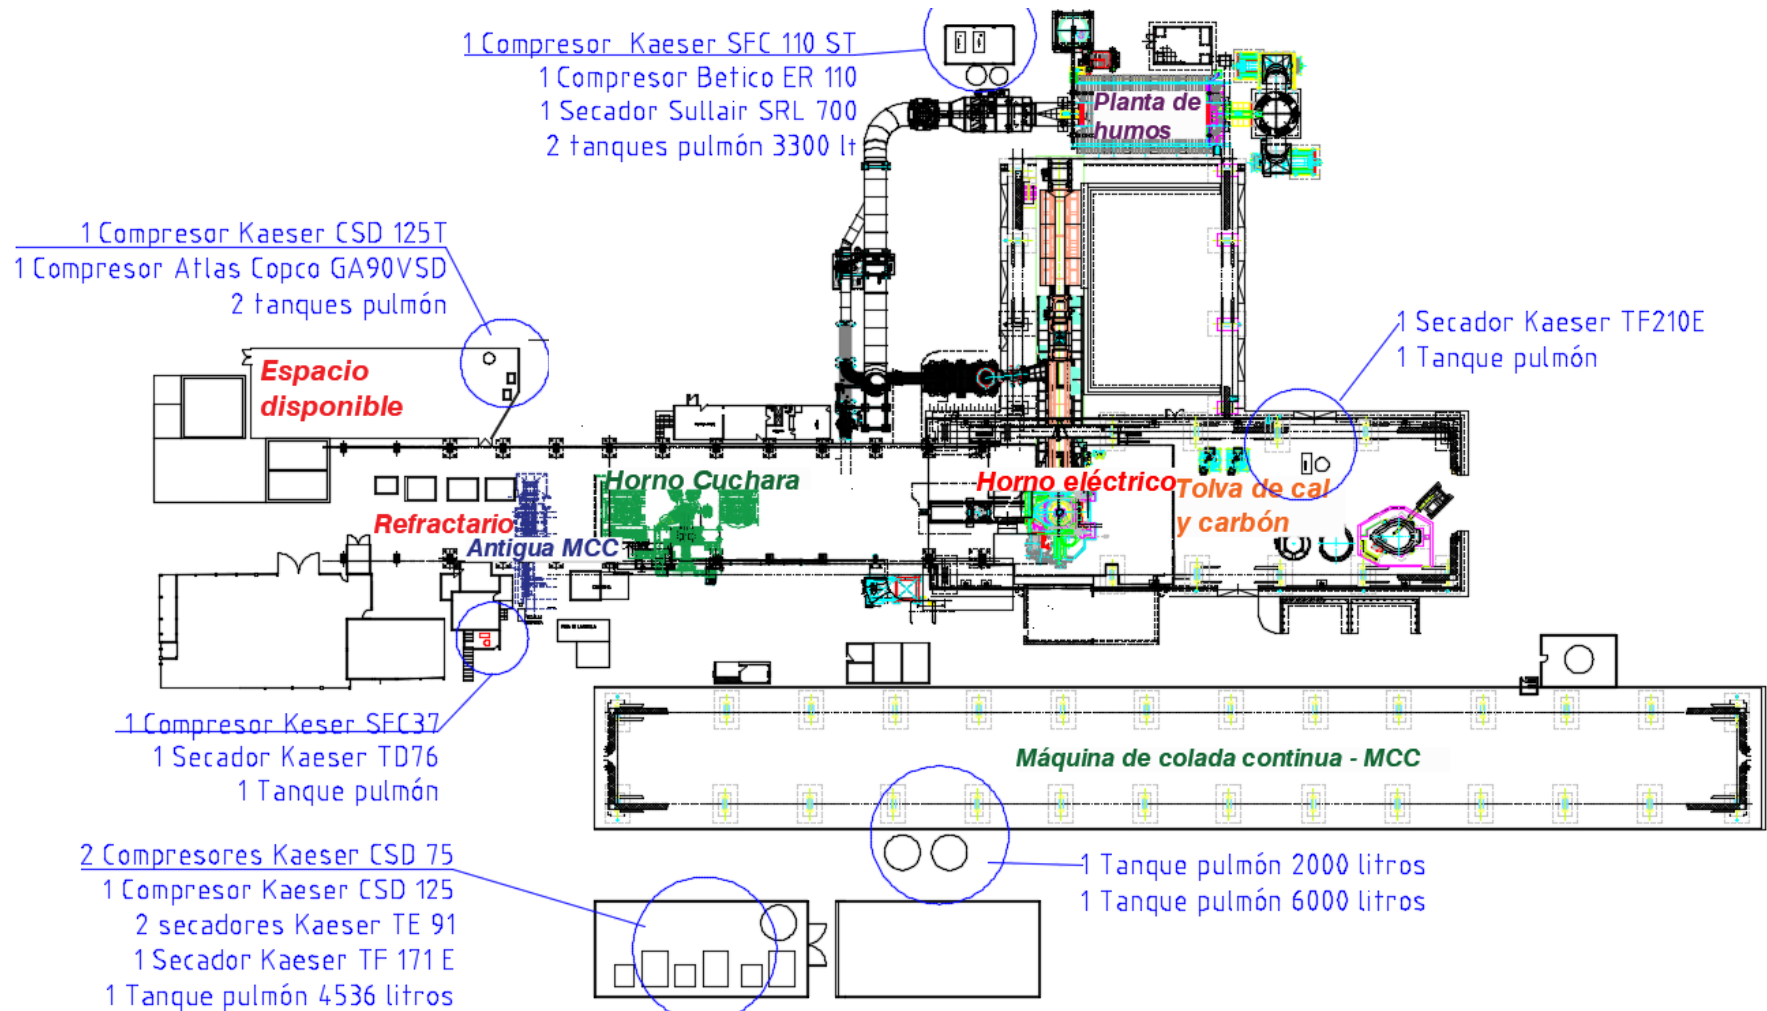 1 Compresor Kaeser SFC 110 ST
1 Compresor Betico ER 110
1 Secador Sullair SRL 700
2 tanques pulmón 3300 lt
Planta de
humos
1 Compresor Kaeser CSD 125T
1 Compresor Atlas Copco GA90VSD
2 tanques pulmón
1 Secador Kaeser TF210E
1 Tanque pulmón
Espacio
disponible
Horno Cuchara
Horno eléctrico
Tolva de cal
y carbón
Refractario
Antigua MCC
1 Compresor Keser SFC37
1 Secador Kaeser TD76
1 Tanque pulmón
Máquina de colada continua - MCC
2 Compresores Kaeser CSD 75
1 Compresor Kaeser CSD 125
2 secadores Kaeser TE 91
1 Secador Kaeser TF 171 E
1 Tanque pulmón 4536 litros
1 Tanque pulmón 2000 litros
1 Tanque pulmón 6000 litros